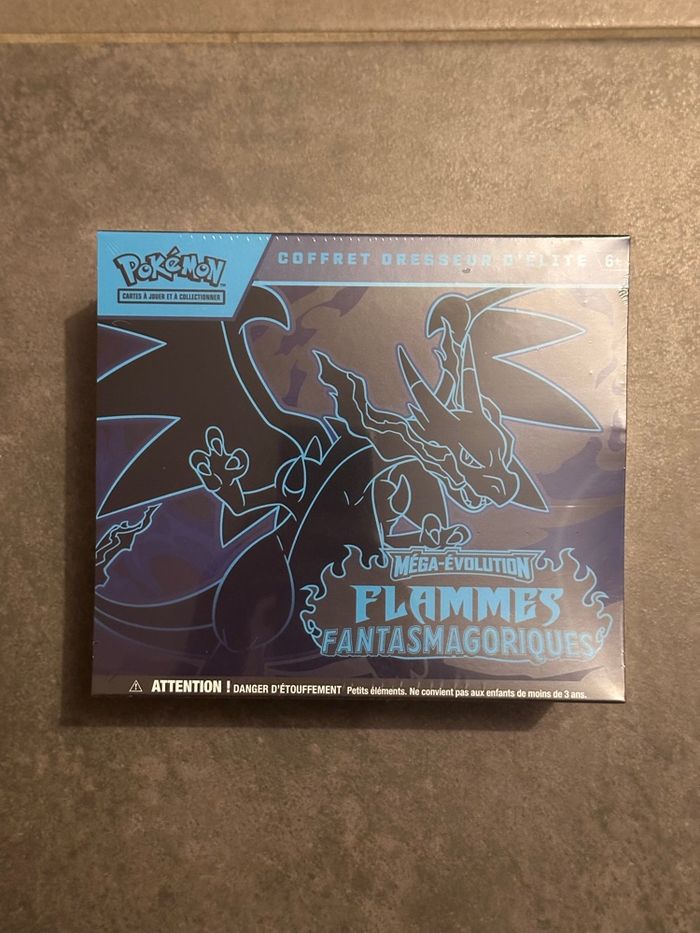 POKÉMON
CARTES À JOUER ET À COLLECTIONNER
COFFRET DRESSEUR D'ÉLITE 6+
MÉGA-ÉVOLUTION
FLAMMES
FANTASMAGORIQUES
ATTENTION ! DANGER D'ÉTOUFFEMENT Petits éléments. Ne convient pas aux enfants de moins de 3 ans.